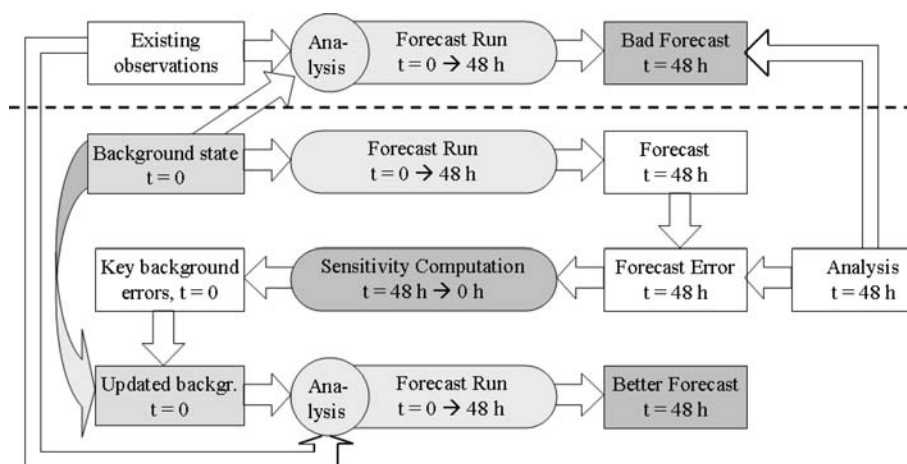 Existing
observations
Ana-
lysis
Forecast Run
t = 0 → 48 h
Bad Forecast
t = 48 h
Background state
t = 0
Forecast Run
t = 0 → 48 h
Forecast
t = 48 h
Key background
errors, t = 0
Sensitivity Computation
t = 48 h → 0 h
Forecast Error
t = 48 h
Analysis
t = 48 h
Updated backgr.
t = 0
Ana-
lysis
Forecast Run
t = 0 → 48 h
Better Forecast
t = 48 h